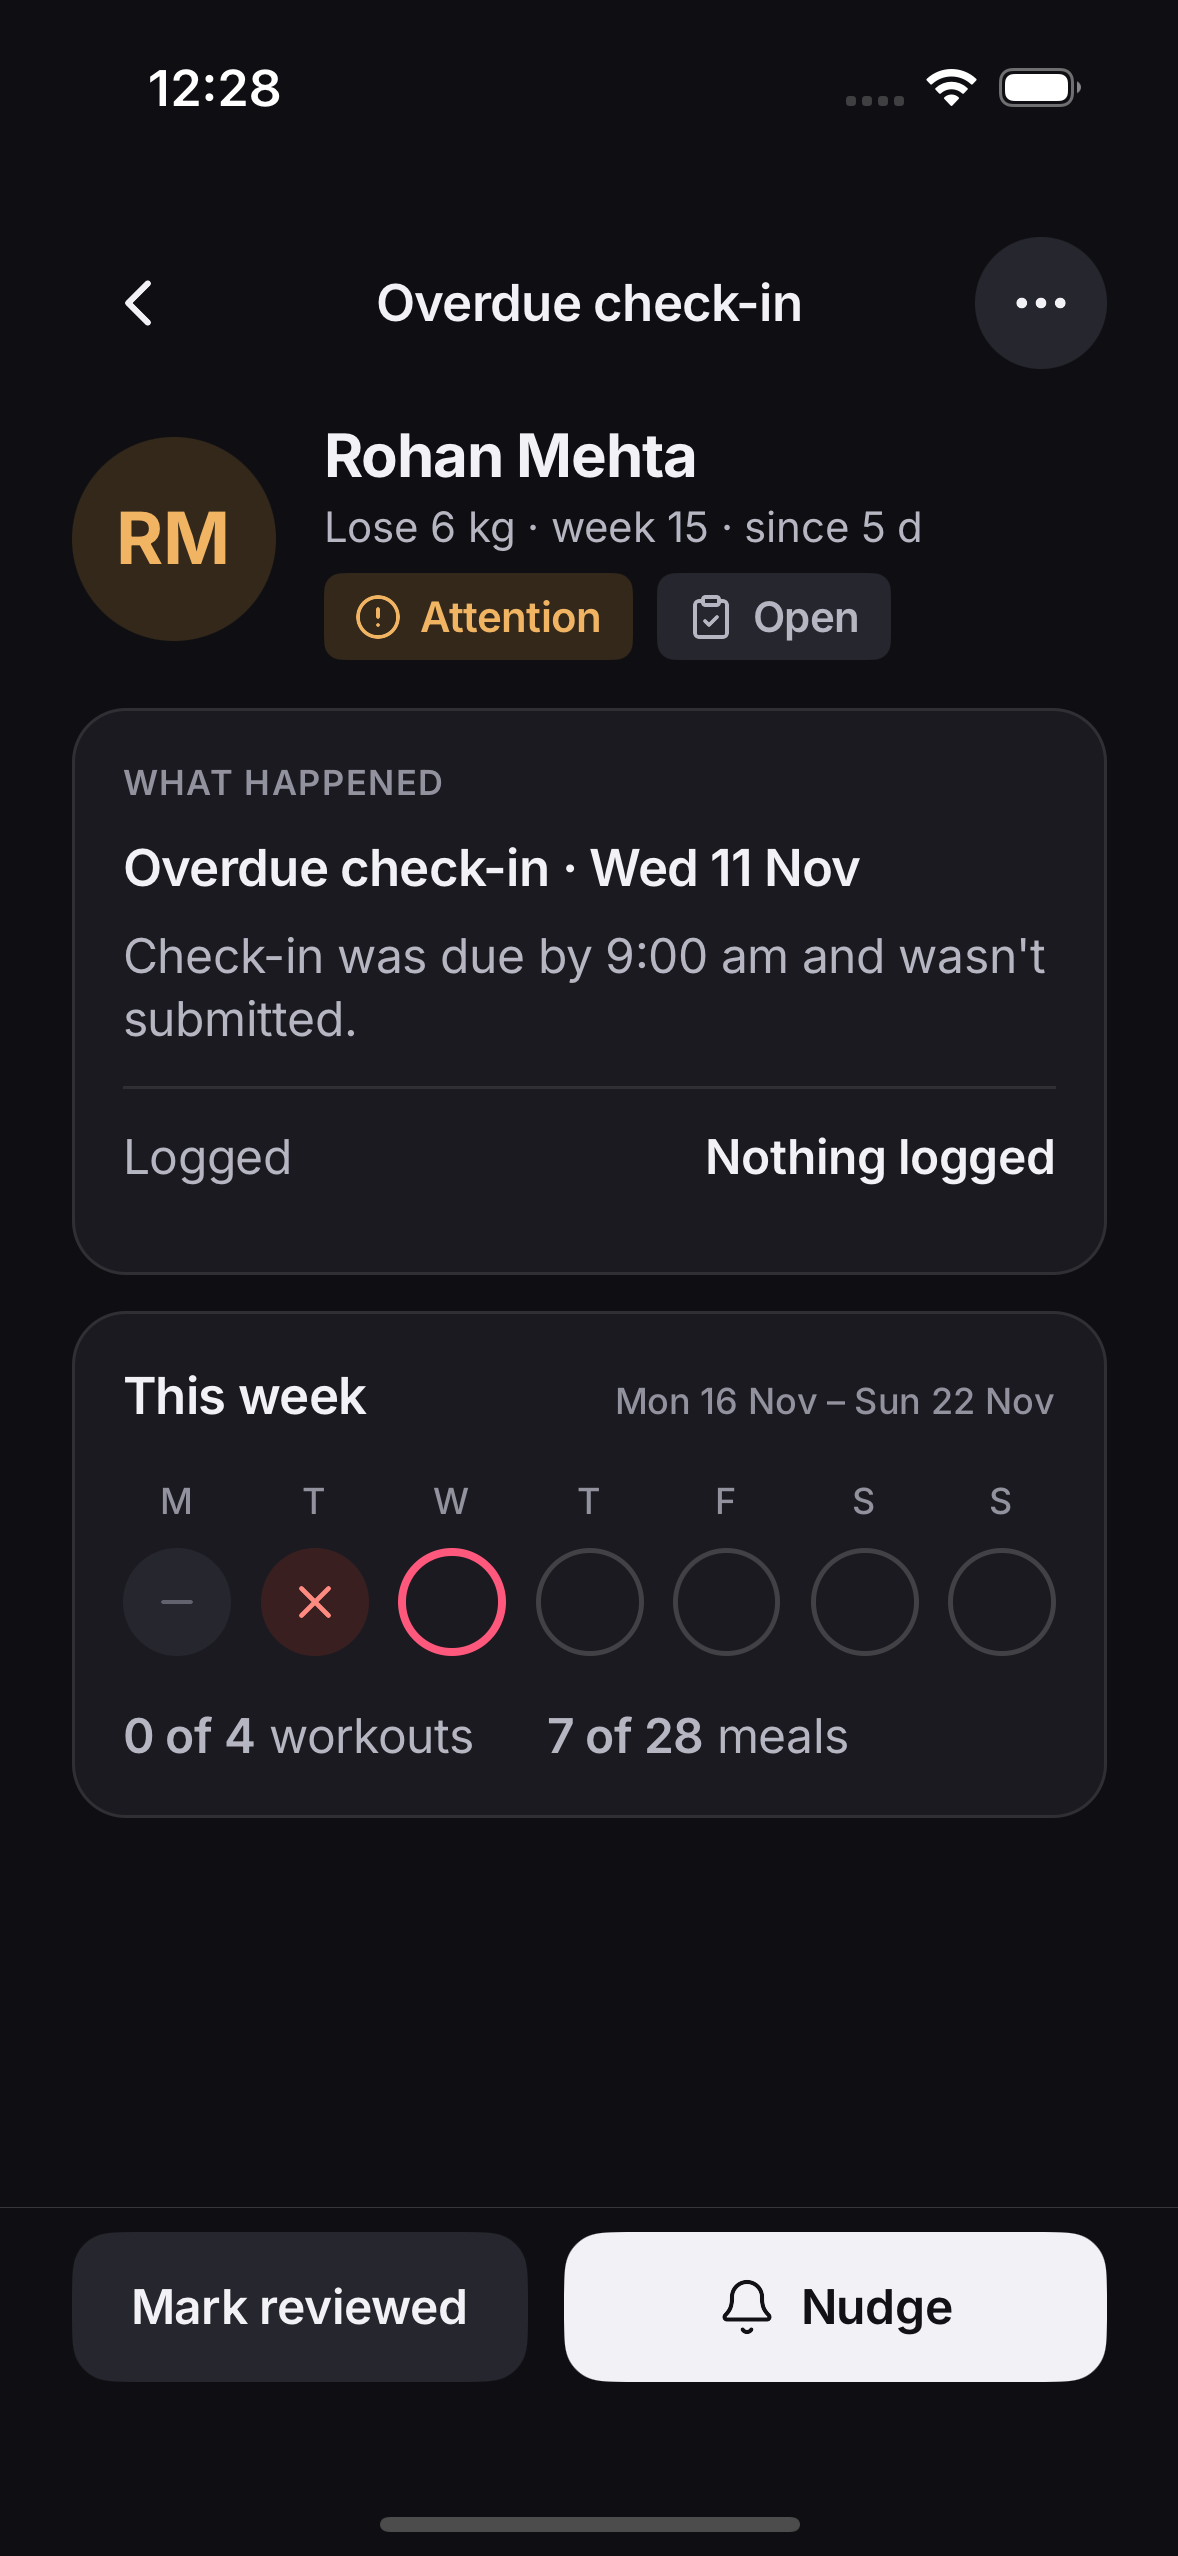 12:28
Overdue check-in
RM
Rohan Mehta
Lose 6 kg · week 15 · since 5 d
Attention
Open
WHAT HAPPENED
Overdue check-in · Wed 11 Nov
Check-in was due by 9:00 am and wasn't
submitted.
Logged
Nothing logged
This week
Mon 16 Nov – Sun 22 Nov
M T W T F S S
0 of 4 workouts
7 of 28 meals
Mark reviewed
Nudge